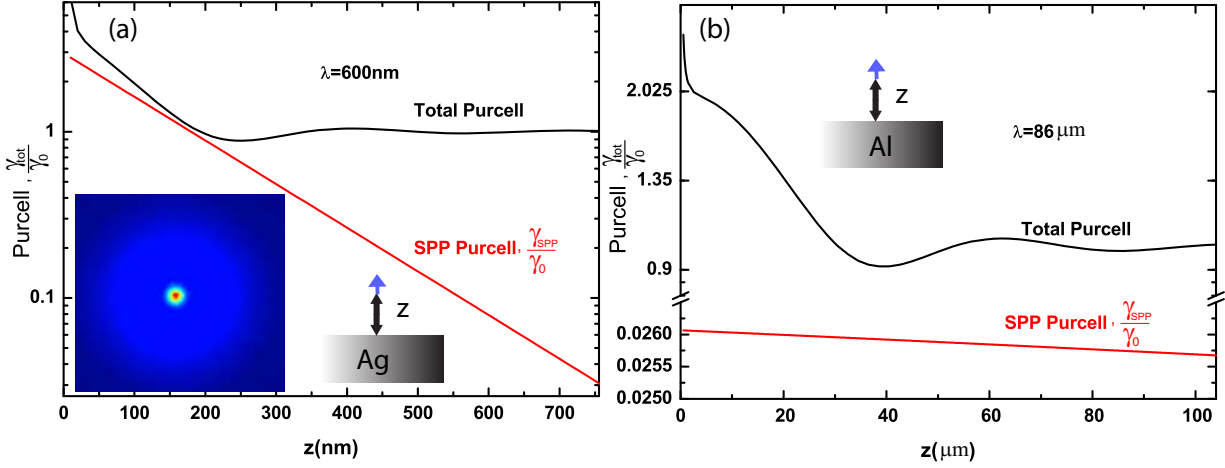 (a)
λ=600nm
Total Purcell
SPP Purcell, γSPP/γ0
z
Ag
Purcell, γtot/γ0
1
0.1
0 100 200 300 400 500 600 700
z(nm)
(b)
z
Al
λ=86 μm
Total Purcell
SPP Purcell, γSPP/γ0
Purcell, γtot/γ0
2.025
1.35
0.9
0.0260
0.0255
0.0250
0 20 40 60 80 100
z(μm)